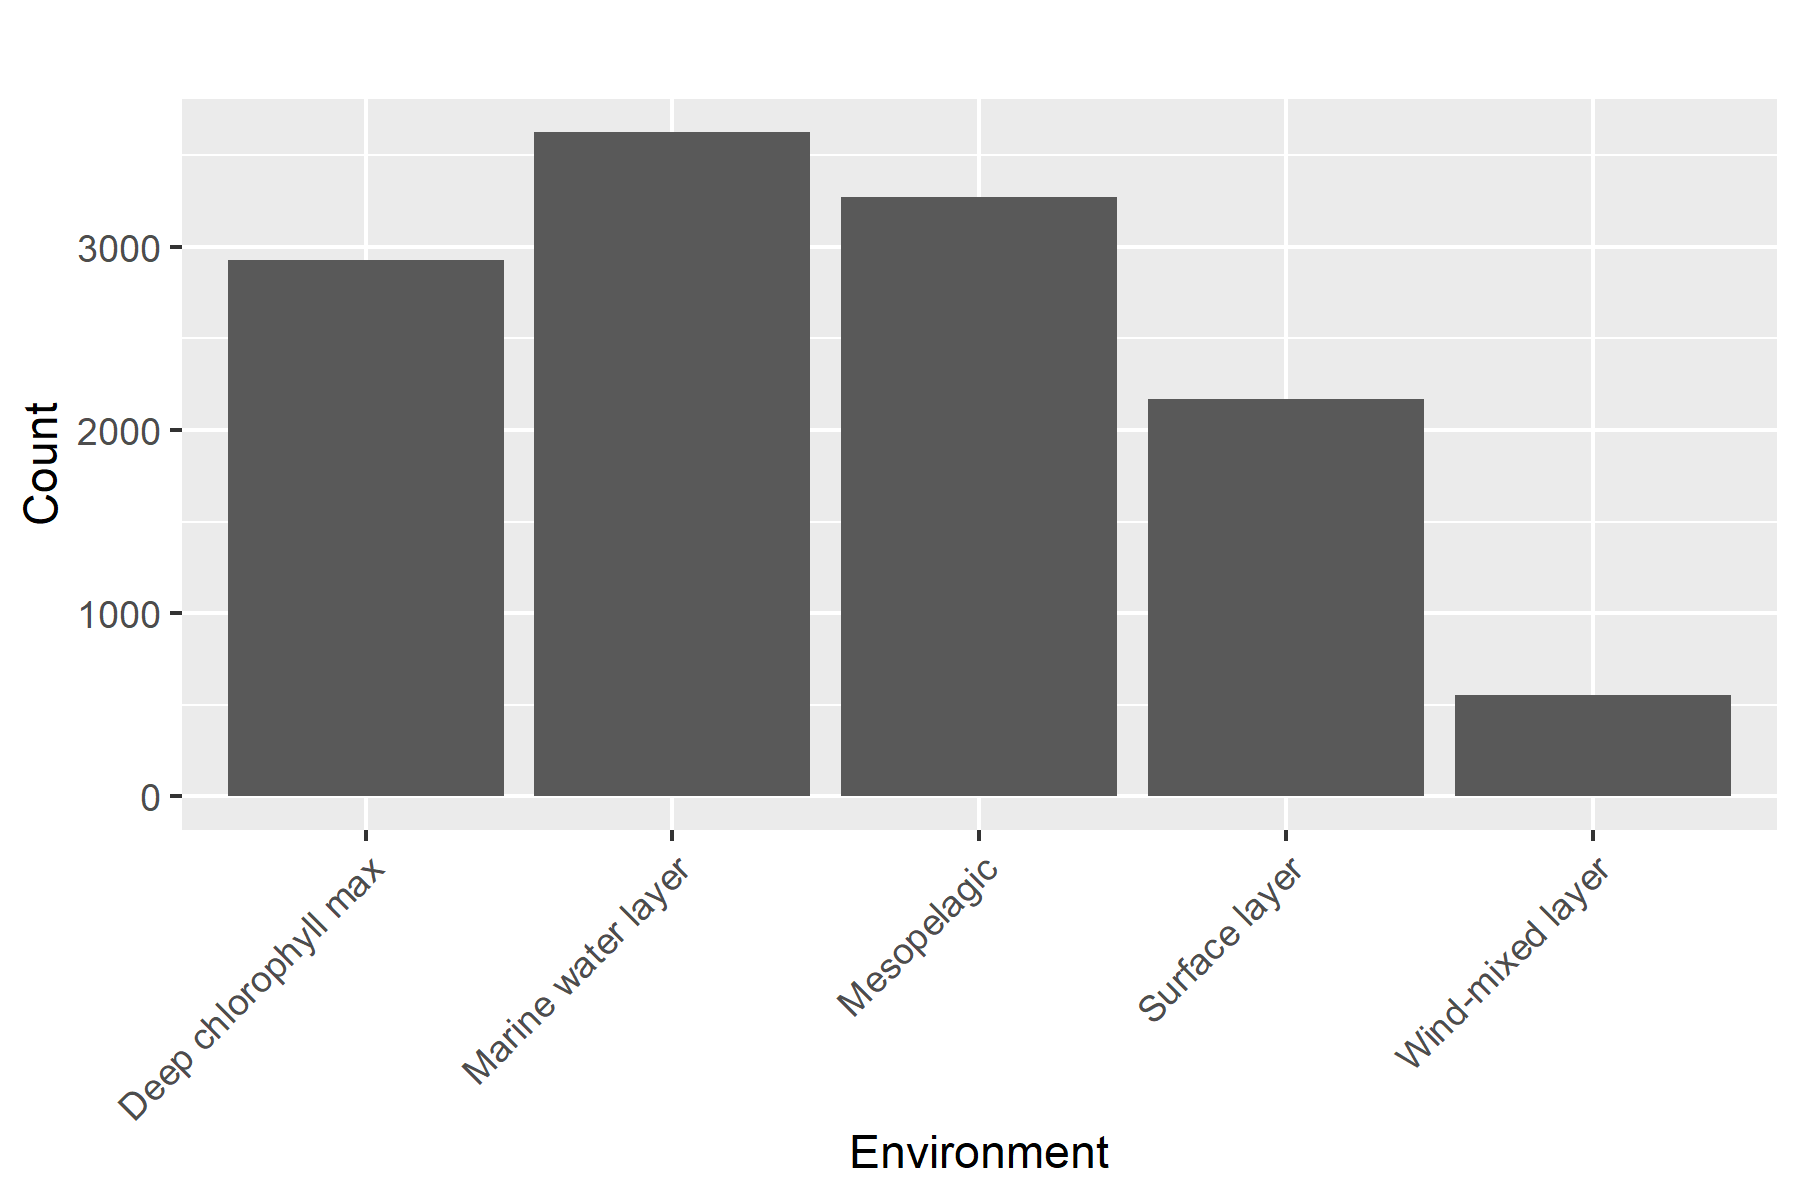 Count
3000
2000
1000
0
Deep chlorophyll max
Marine water layer
Mesopelagic
Surface layer
Wind-mixed layer
Environment